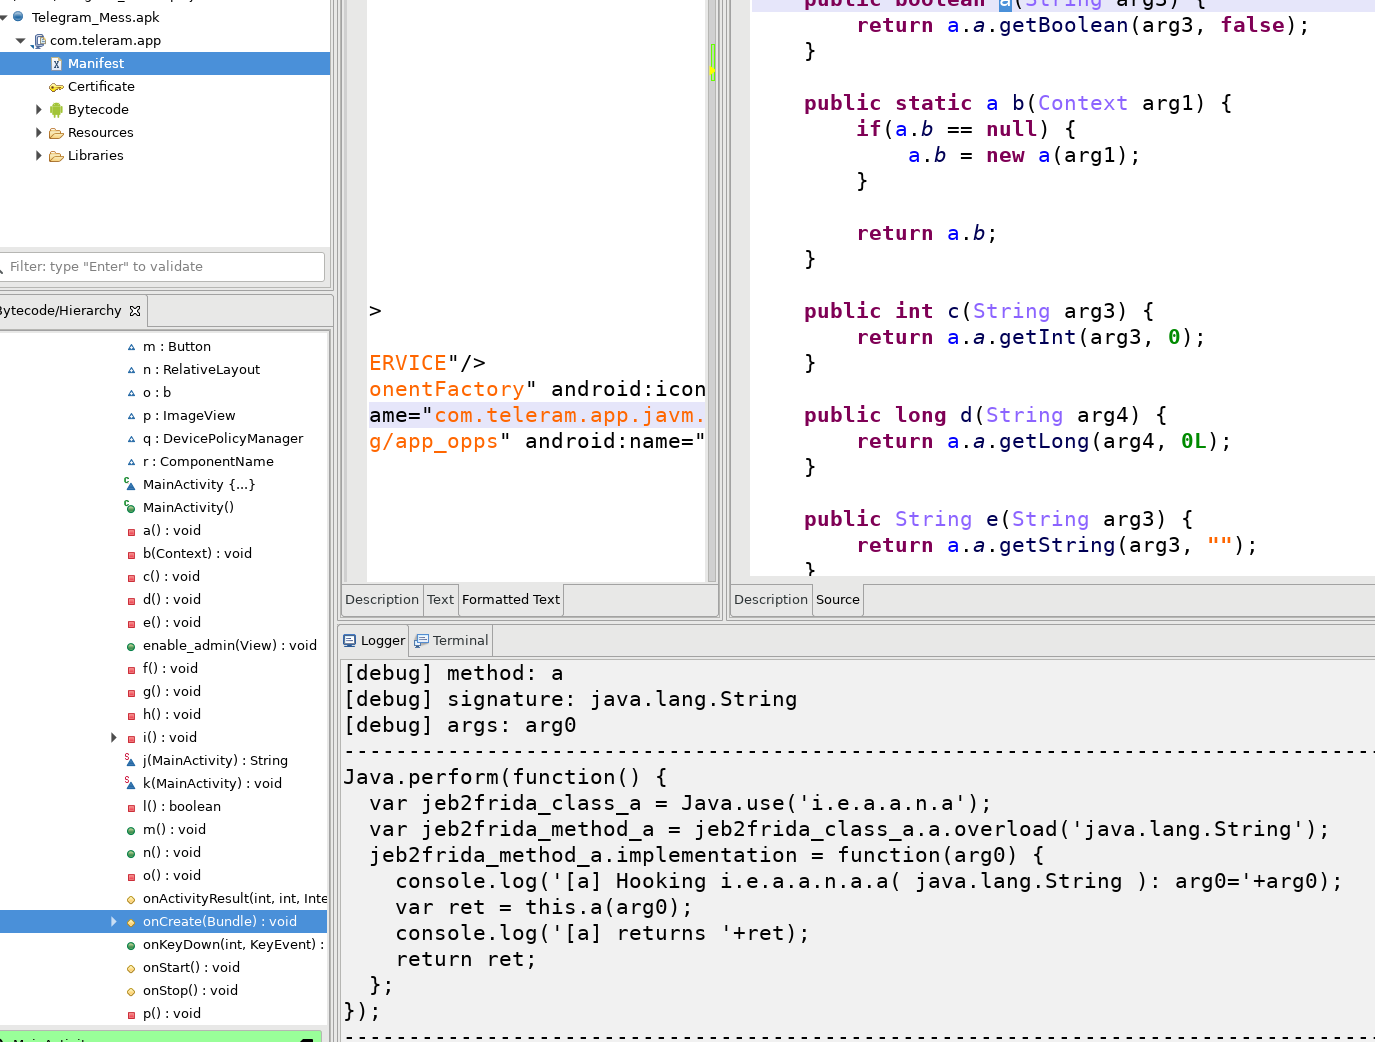 Telegram_Mess.apk
com.teleram.app
Manifest
Certificate
Bytecode
Resources
Libraries
Filter: type "Enter" to validate
Bytecode/Hierarchy
m : Button
n : RelativeLayout
o : b
p : ImageView
q : DevicePolicyManager
r : ComponentName
MainActivity {...}
MainActivity()
a() : void
b(Context) : void
c() : void
d() : void
e() : void
enable_admin(View) : void
f() : void
g() : void
h() : void
i() : void
j(MainActivity) : String
k(MainActivity) : void
l() : boolean
m() : void
n() : void
o() : void
onActivityResult(int, int, Inte
onCreate(Bundle) : void
onKeyDown(int, KeyEvent) :
onStart() : void
onStop() : void
p() : void
MainActivity
>
ERVICE"/>
onentFactory" android:icon
ame="com.teleram.app.javm.
g/app_opps" android:name="
Description Text Formatted Text
public boolean a(String arg3) {
return a.a.getBoolean(arg3, false);
}
public static a b(Context arg1) {
if(a.b == null) {
a.b = new a(arg1);
}
return a.b;
}
public int c(String arg3) {
return a.a.getInt(arg3, 0);
}
public long d(String arg4) {
return a.a.getLong(arg4, 0L);
}
public String e(String arg3) {
return a.a.getString(arg3, "");
}
Description Source
Logger Terminal
[debug] method: a
[debug] signature: java.lang.String
[debug] args: arg0
--------------------------------------------------------------------------------
Java.perform(function() {
var jeb2frida_class_a = Java.use('i.e.a.a.n.a');
var jeb2frida_method_a = jeb2frida_class_a.a.overload('java.lang.String');
jeb2frida_method_a.implementation = function(arg0) {
console.log('[a] Hooking i.e.a.a.n.a.a( java.lang.String ): arg0='+arg0);
var ret = this.a(arg0);
console.log('[a] returns '+ret);
return ret;
};
});
--------------------------------------------------------------------------------